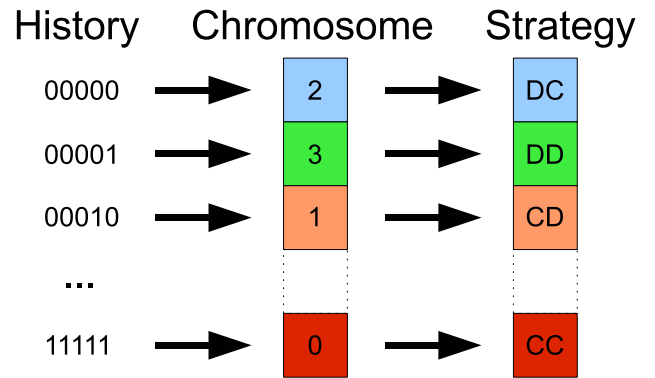 History Chromosome Strategy
00000 2 DC
00001 3 DD
00010 1 CD
...
11111 0 CC